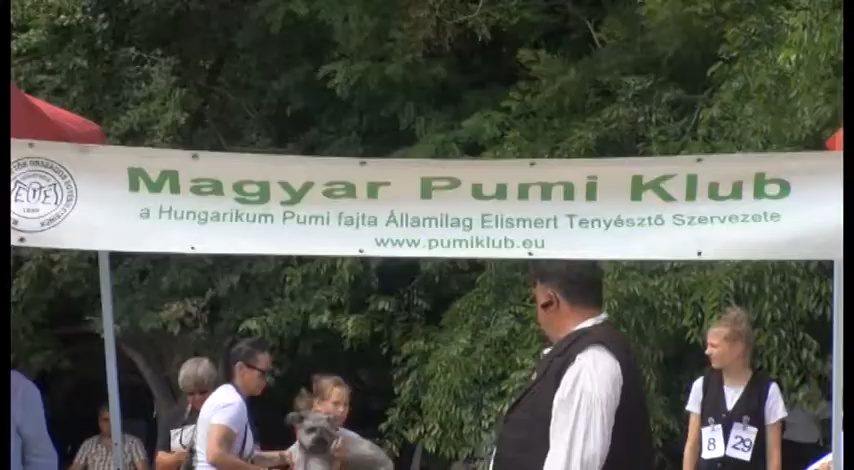 Magyar Pumi Klub
a Hungarikum Pumi fajta Államilag Elismert Tenyésztő Szervezete
www.pumiklub.eu
8
29